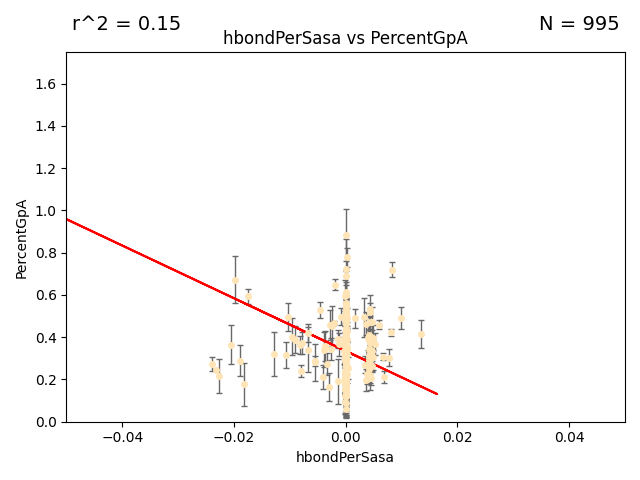 r^2 = 0.15
N = 995
hbondPerSasa vs PercentGpA
1.6
1.4
1.2
1.0
0.8
0.6
0.4
0.2
0.0
PercentGpA
−0.04
−0.02
0.00
0.02
0.04
hbondPerSasa